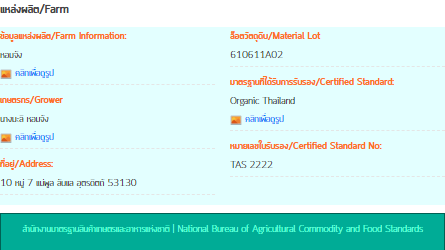 แหล่งผลิต/Farm
ข้อมูลแหล่งผลิต/Farm Information:
หอมจัง
คลิกเพื่อดูรูป
เกษตรกร/Grower
นางมะลิ หอมจัง
คลิกเพื่อดูรูป
ที่อยู่/Address:
10 หมู่ 7 แม่พูล ลับแล อุตรดิตถ์ 53130
ล็อตวัตถุดิบ/Material Lot
610611A02
มาตรฐานที่ได้รับการรับรอง/Certified Standard:
Organic Thailand
คลิกเพื่อดูรูป
หมายเลขใบรับรอง/Certified Standard No:
TAS 2222
สำนักงานมาตรฐานสินค้าเกษตรและอาหารแห่งชาติ | National Bureau of Agricultural Commodity and Food Standards